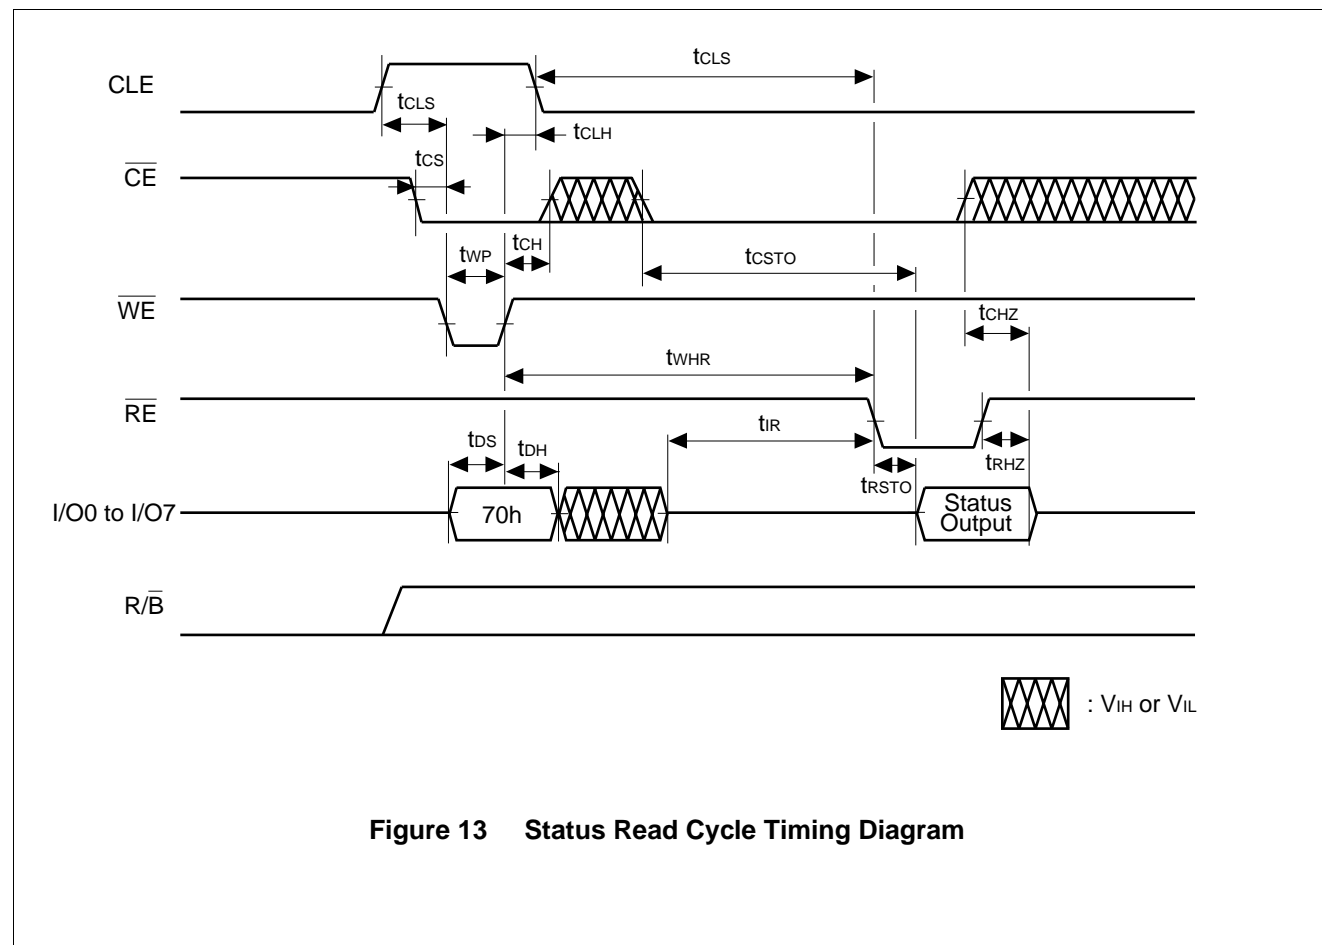 tCLS
CLE
tCLS
tCLH
tCS
CE
tCH
tWP
tCSTO
WE
tCHZ
tWHR
RE
tIR
tDS
tDH
tRHZ
tRSTO
I/O0 to I/O7
70h
Status
Output
R/B
: VIH or VIL
Figure 13 Status Read Cycle Timing Diagram